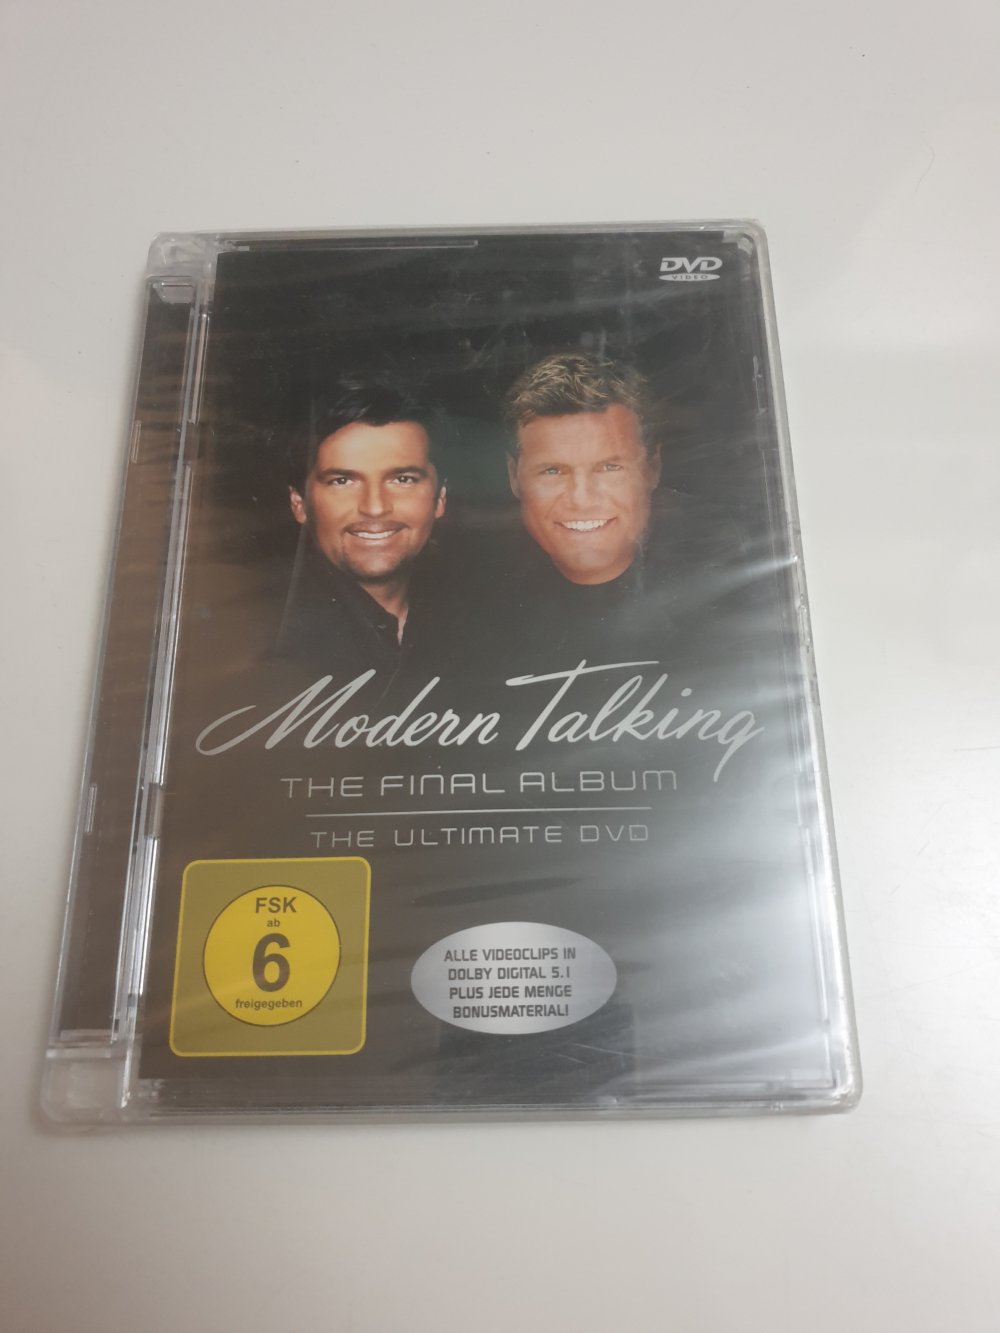 DVD
VIDEO
Modern Talking
THE FINAL ALBUM
THE ULTIMATE DVD
FSK
ab
6
freigegeben
ALLE VIDEOCLIPS IN
DOLBY DIGITAL 5.1
PLUS JEDE MENGE
BONUSMATERIAL!